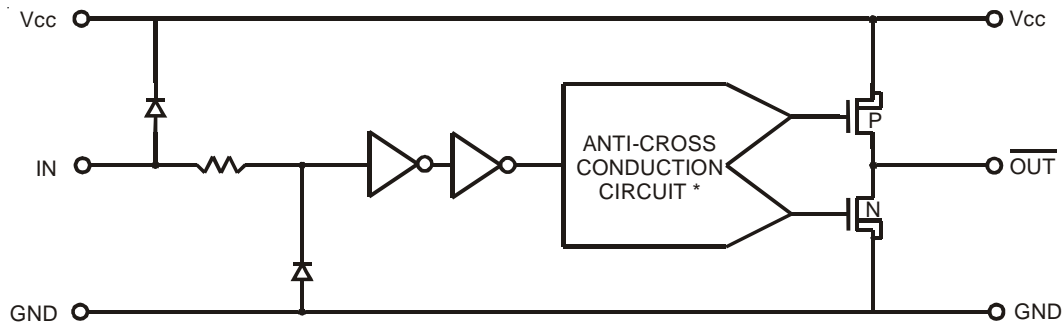 Vcc
Vcc
P
ANTI-CROSS
CONDUCTION
CIRCUIT *
IN
OUT
N
GND
GND